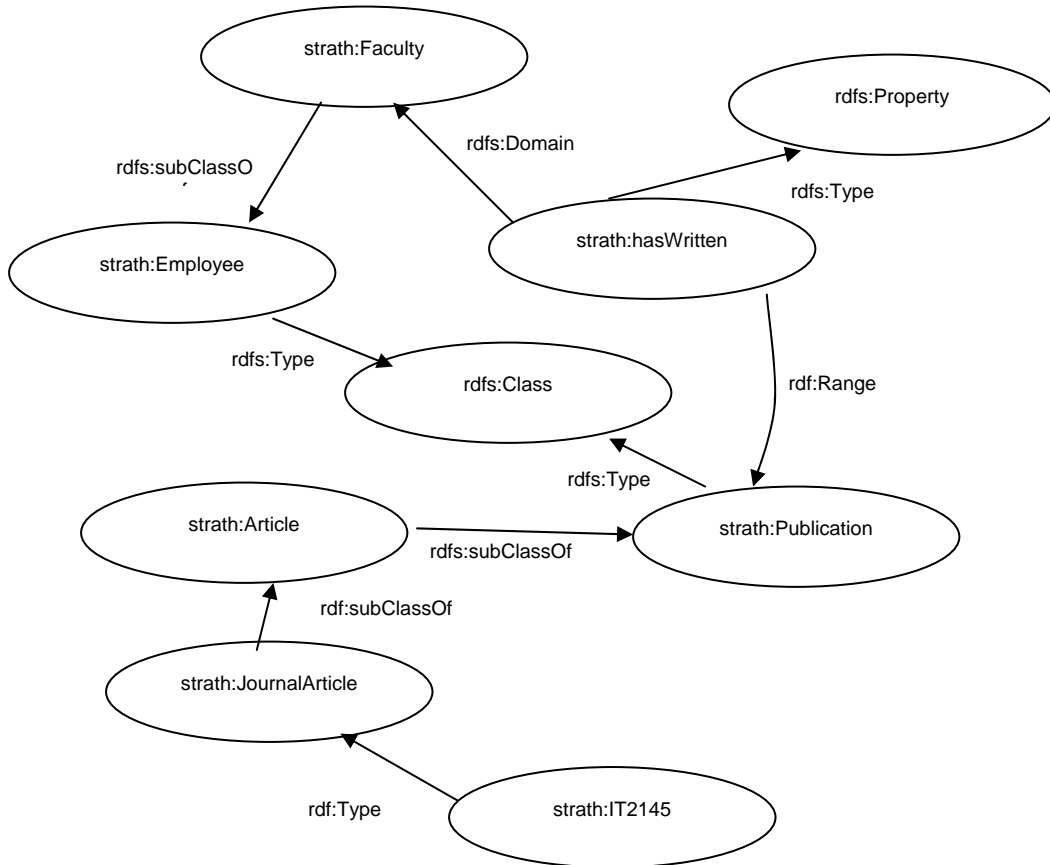 strath:Faculty
rdfs:Property
rdfs:Domain
rdfs:subClassO
rdfs:Type
strath:hasWritten
strath:Employee
rdfs:Type
rdfs:Class
rdf:Range
rdfs:Type
strath:Article
strath:Publication
rdfs:subClassOf
rdf:subClassOf
strath:JournalArticle
rdf:Type
strath:IT2145